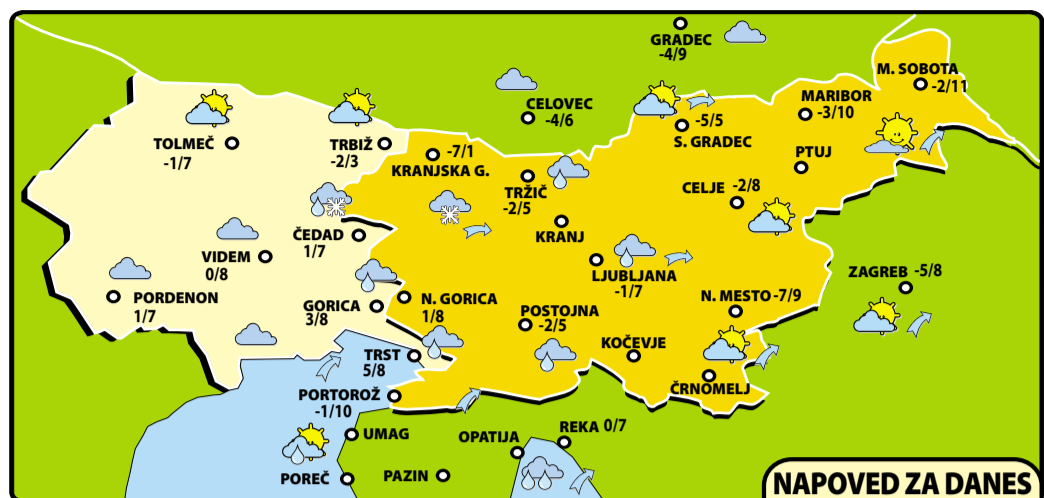 GRADEC
-4/9
M. SOBOTA
-2/11
CELOVEC
-4/6
MARIBOR
-3/10
-5/5
S. GRADEC
TOLMEČ
-1/7
TRBIŽ
-2/3
-7/1
KRANJSKA G.
PTUJ
TRŽIČ
-2/5
CELJE -2/8
KRANJ
ČEDAD
1/7
VIDEM
0/8
LJUBLJANA
-1/7
ZAGREB -5/8
PORDENON
1/7
GORICA
3/8
N. GORICA
1/8
POSTOJNA
-2/5
N. MESTO -7/9
KOČEVJE
TRST
5/8
ČRNOMELJ
PORTOROŽ
-1/10
UMAG
OPATIJA
REKA 0/7
POREČ
PAZIN
NAPOVED ZA DANES